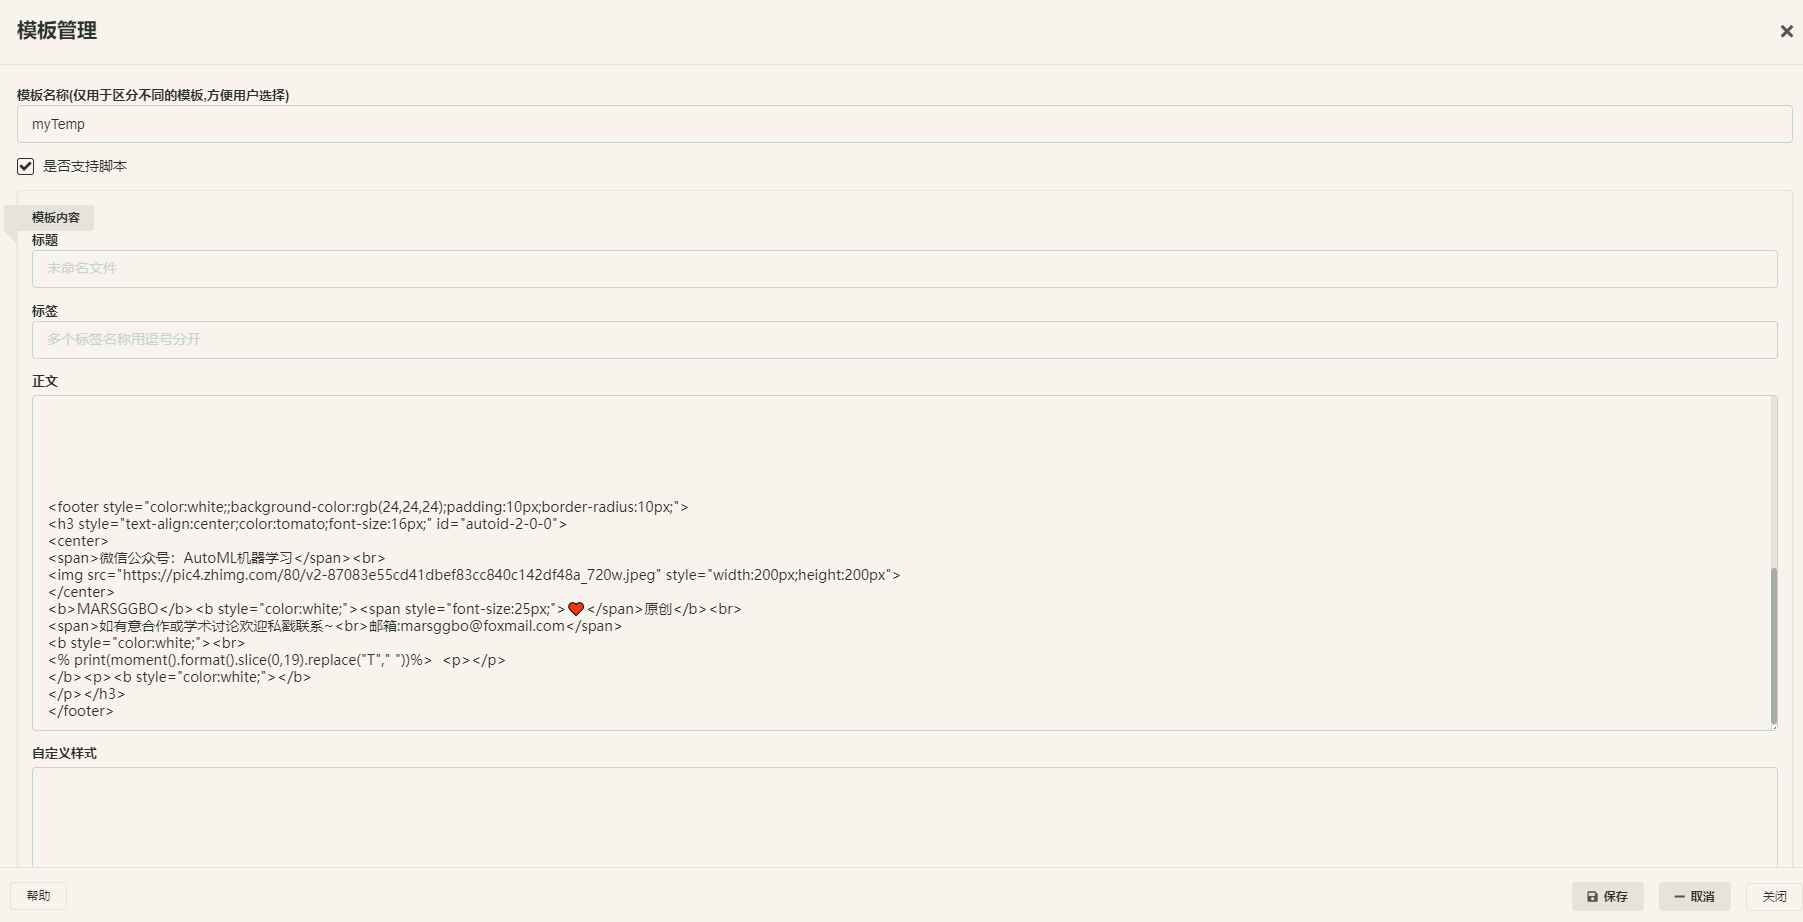 模板管理
模板名称(仅用于区分不同的模板,方便用户选择)
myTemp
是否支持脚本
模板内容
标题
未命名文件
标签
多个标签名称用逗号分开
正文
<footer style="color:white;;background-color:rgb(24,24,24);padding:10px;border-radius:10px;">
<h3 style="text-align:center;color:tomato;font-size:16px;" id="autoid-2-0-0">
<center>
<span>微信公众号：AutoML机器学习</span><br>
<img src="https://pic4.zhimg.com/80/v2-87083e55cd41dbef83cc840c142df48a_720w.jpeg" style="width:200px;height:200px">
</center>
<b>MARSGGBO</b><b style="color:white;"><span style="font-size:25px;">❤️</span>原创</b><br>
<span>如有意合作或学术讨论欢迎私戳联系~<br>邮箱:marsggbo@foxmail.com</span>
<b style="color:white;"><br>
<% print(moment().format().slice(0,19).replace("T"," "))%>  <p></p>
</b><p><b style="color:white;"></b>
</p></h3>
</footer>
自定义样式
帮助
保存
取消
关闭